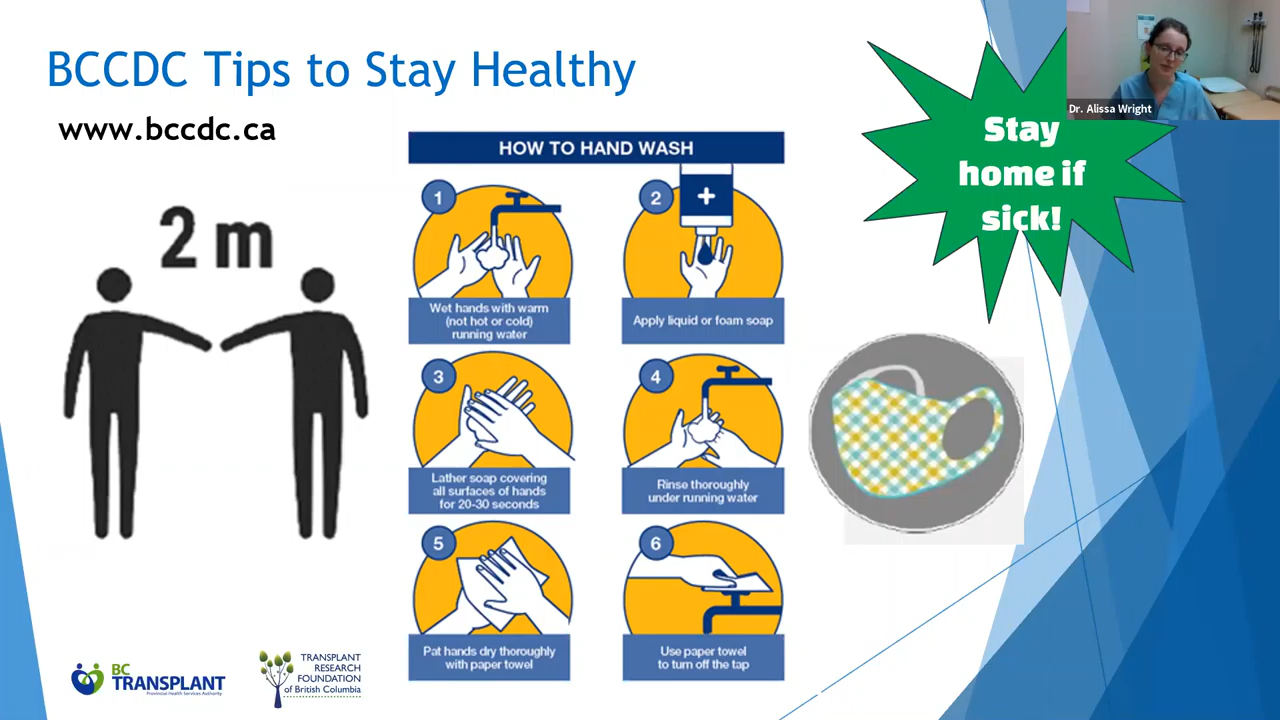 BCCDC Tips to Stay Healthy
www.bccdc.ca
2 m
HOW TO HAND WASH
1
Wet hands with warm
(not hot or cold)
running water
2
Apply liquid or foam soap
3
Lather soap covering
all surfaces of hands
for 20-30 seconds
4
Rinse thoroughly
under running water
5
Pat hands dry thoroughly
with paper towel
6
Use paper towel
to turn off the tap
Stay
home if
sick!
Dr. Alissa Wright
BC
TRANSPLANT
Provincial Health Services Authority
TRANSPLANT
RESEARCH
FOUNDATION
of British Columbia